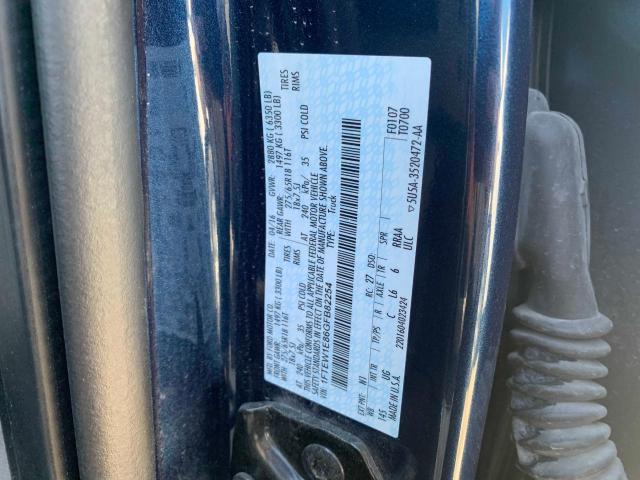 MFD. BY FORD MOTOR CO.
DATE: 04/16 GVWR: 2880 KG ( 6350 LB)
FRONT GAWR: 1497 KG ( 3300 LB) REAR GAWR: 1497 KG ( 3300 LB)
275/65R18 116T WITH 275/65R18 116T TIRES
18x7.5J 18x7.5J RIMS
AT 240 kPa/ 35 PSI COLD AT 240 kPa/ 35 PSI COLD
THIS VEHICLE CONFORMS TO ALL APPLICABLE FEDERAL MOTOR VEHICLE
SAFETY STANDARDS IN EFFECT ON THE DATE OF MANUFACTURE SHOWN ABOVE.
VIN: 1FTEW1E86GFB82254 TYPE: Truck
F0107
T0700
EXT PNT: N1 RC: 27 DSO:
WB INT TR TP/PS R AXLE TR SPR
145 UG C L6 6 RRAA
MADE IN U.S.A. 2201604023424 ULC
5U5A-3520472-AA